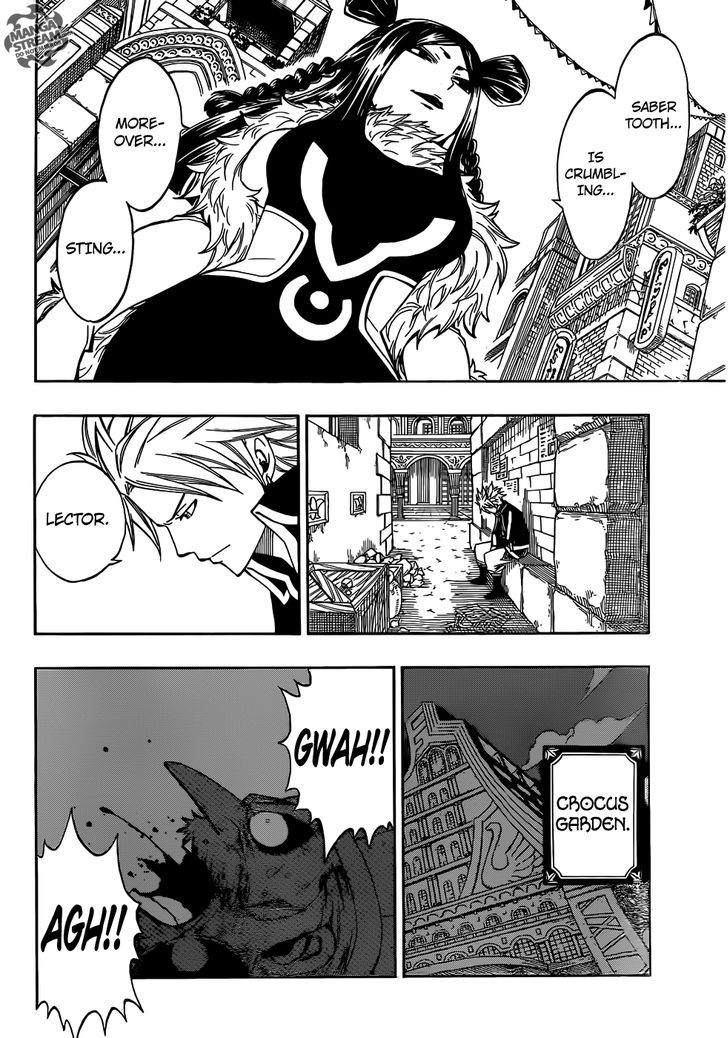 MANGA
STREAM
SABER
TOOTH...
IS
CRUMBL-
ING...
MORE-
OVER...
STING...
LECTOR.
CROCUS
GARDEN.
GWAH!!
AGH!!